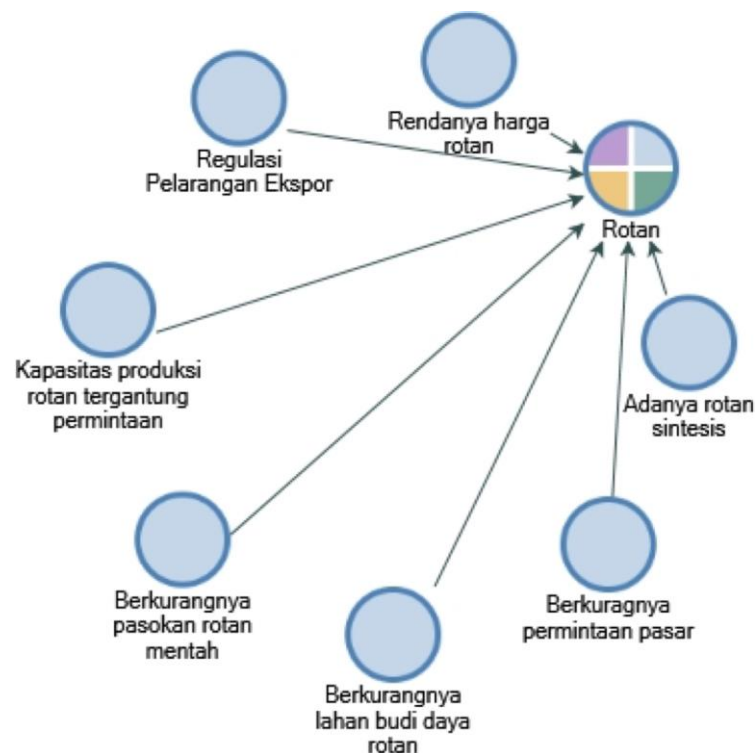 Rendanya harga
rotan
Regulasi
Pelarangan Ekspor
Rotan
Kapasitas produksi
rotan tergantung
permintaan
Adanya rotan
sintesis
Berkurangnya
pasokan rotan
mentah
Berkuragnya
permintaan pasar
Berkurangnya
lahan budi daya
rotan